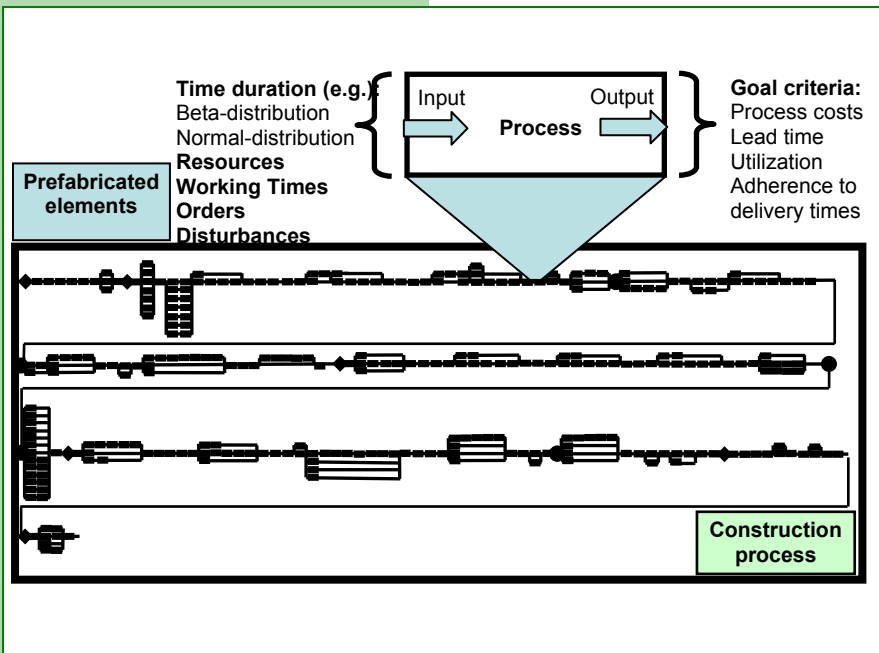 Time duration (e.g.):
Beta-distribution
Normal-distribution
Resources
Working Times
Orders
Disturbances
Input
Process
Output
Goal criteria:
Process costs
Lead time
Utilization
Adherence to
delivery times
Prefabricated
elements
Construction
process